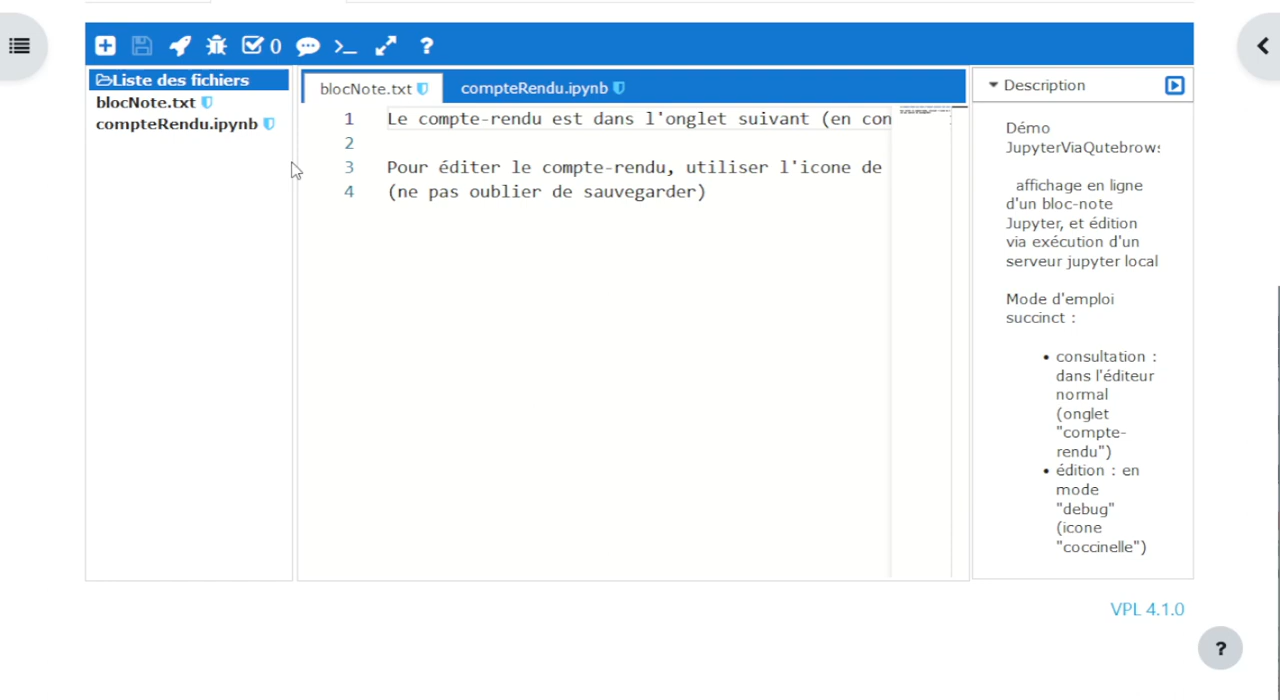 0
?
Liste des fichiers
blocNote.txt
compteRendu.ipynb
blocNote.txt
compteRendu.ipynb
1 Le compte-rendu est dans l'onglet suivant (en con
2
3 Pour éditer le compte-rendu, utiliser l'icone de
4 (ne pas oublier de sauvegarder)
Description
Démo
JupyterViaQutebrows
affichage en ligne
d'un bloc-note
Jupyter, et édition
via exécution d'un
serveur jupyter local
Mode d'emploi
succinct :
• consultation :
dans l'éditeur
normal
(onglet
"compte-
rendu")
• édition : en
mode
"debug"
(icone
"coccinelle")
VPL 4.1.0
?